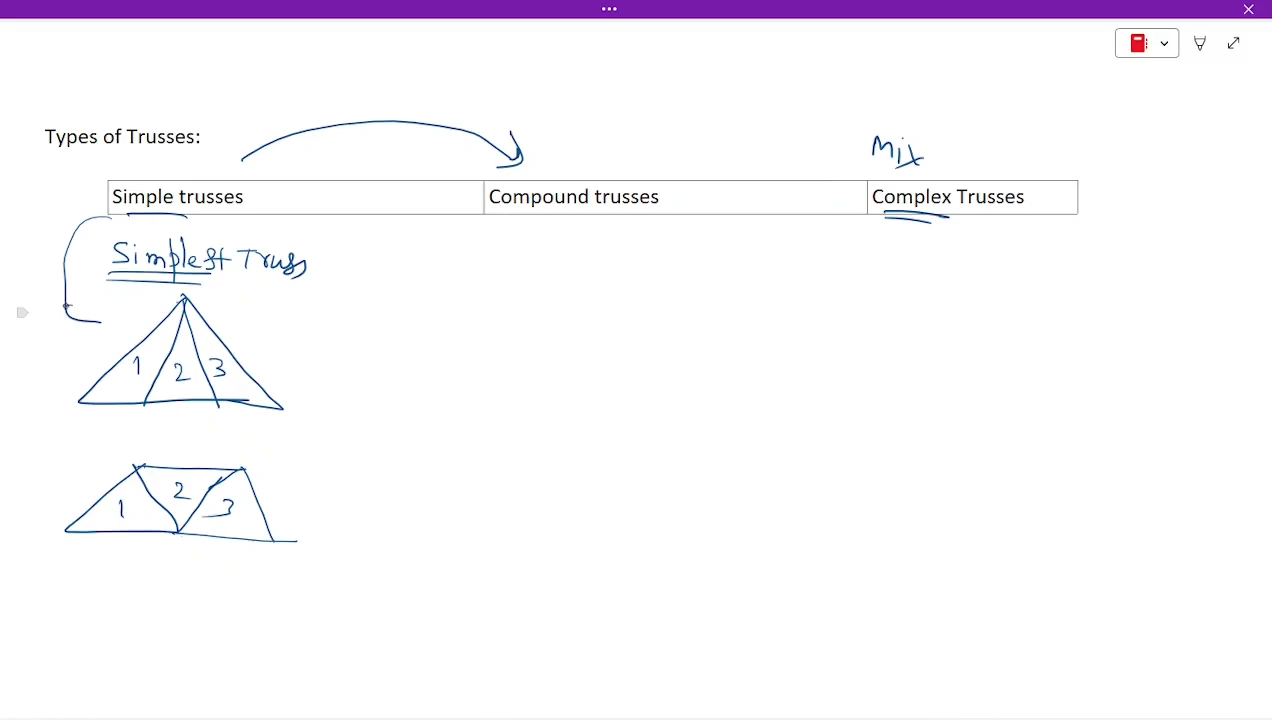 Types of Trusses:
Mix
Simple trusses Compound trusses Complex Trusses
Simplest Truss
1 2 3
1 2 3